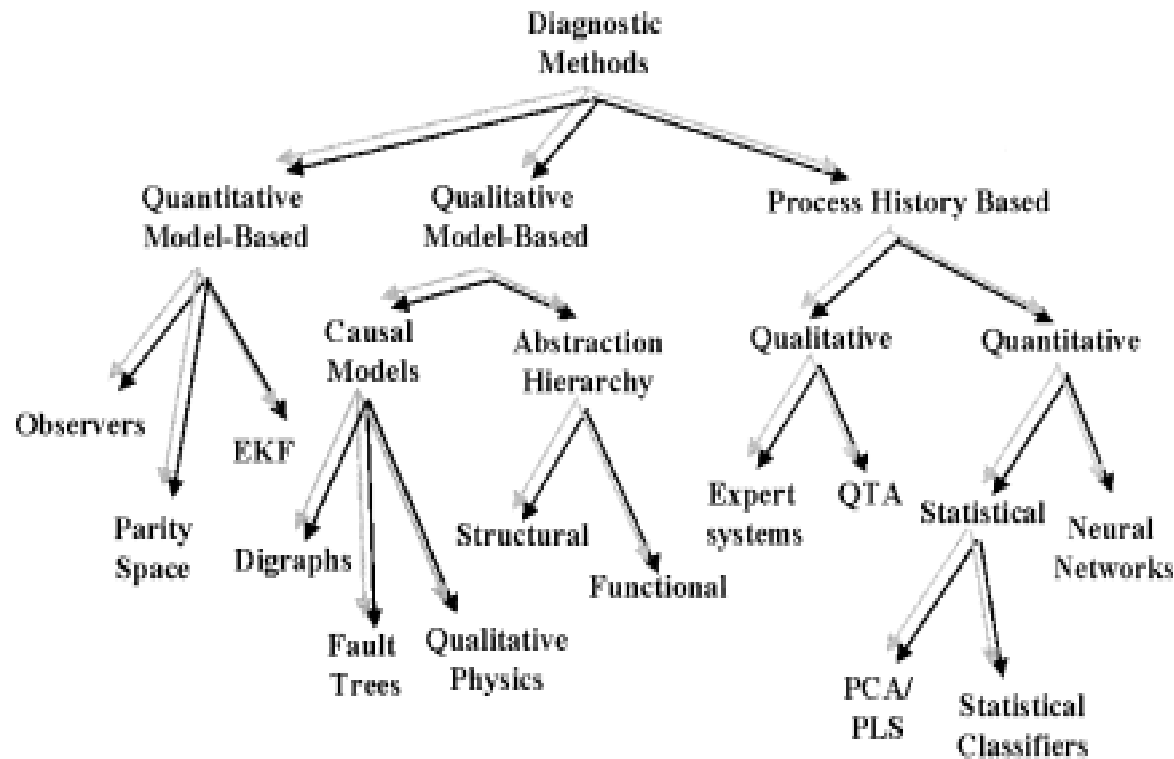 Diagnostic
Methods
Quantitative
Model-Based
Qualitative
Model-Based
Process History Based
Causal
Models
Abstraction
Hierarchy
Qualitative
Quantitative
Observers
EKF
Parity
Space
Digraphs
Fault
Trees
Qualitative
Physics
Structural
Functional
Expert
systems
QTA
Statistical
Neural
Networks
PCA/
PLS
Statistical
Classifiers